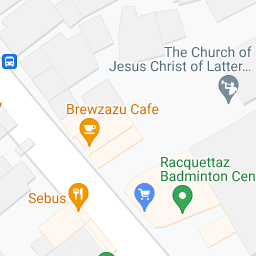 The Church of
Jesus Christ of Latter...
Brewzazu Cafe
Racquettaz
Badminton Cen
Sebus